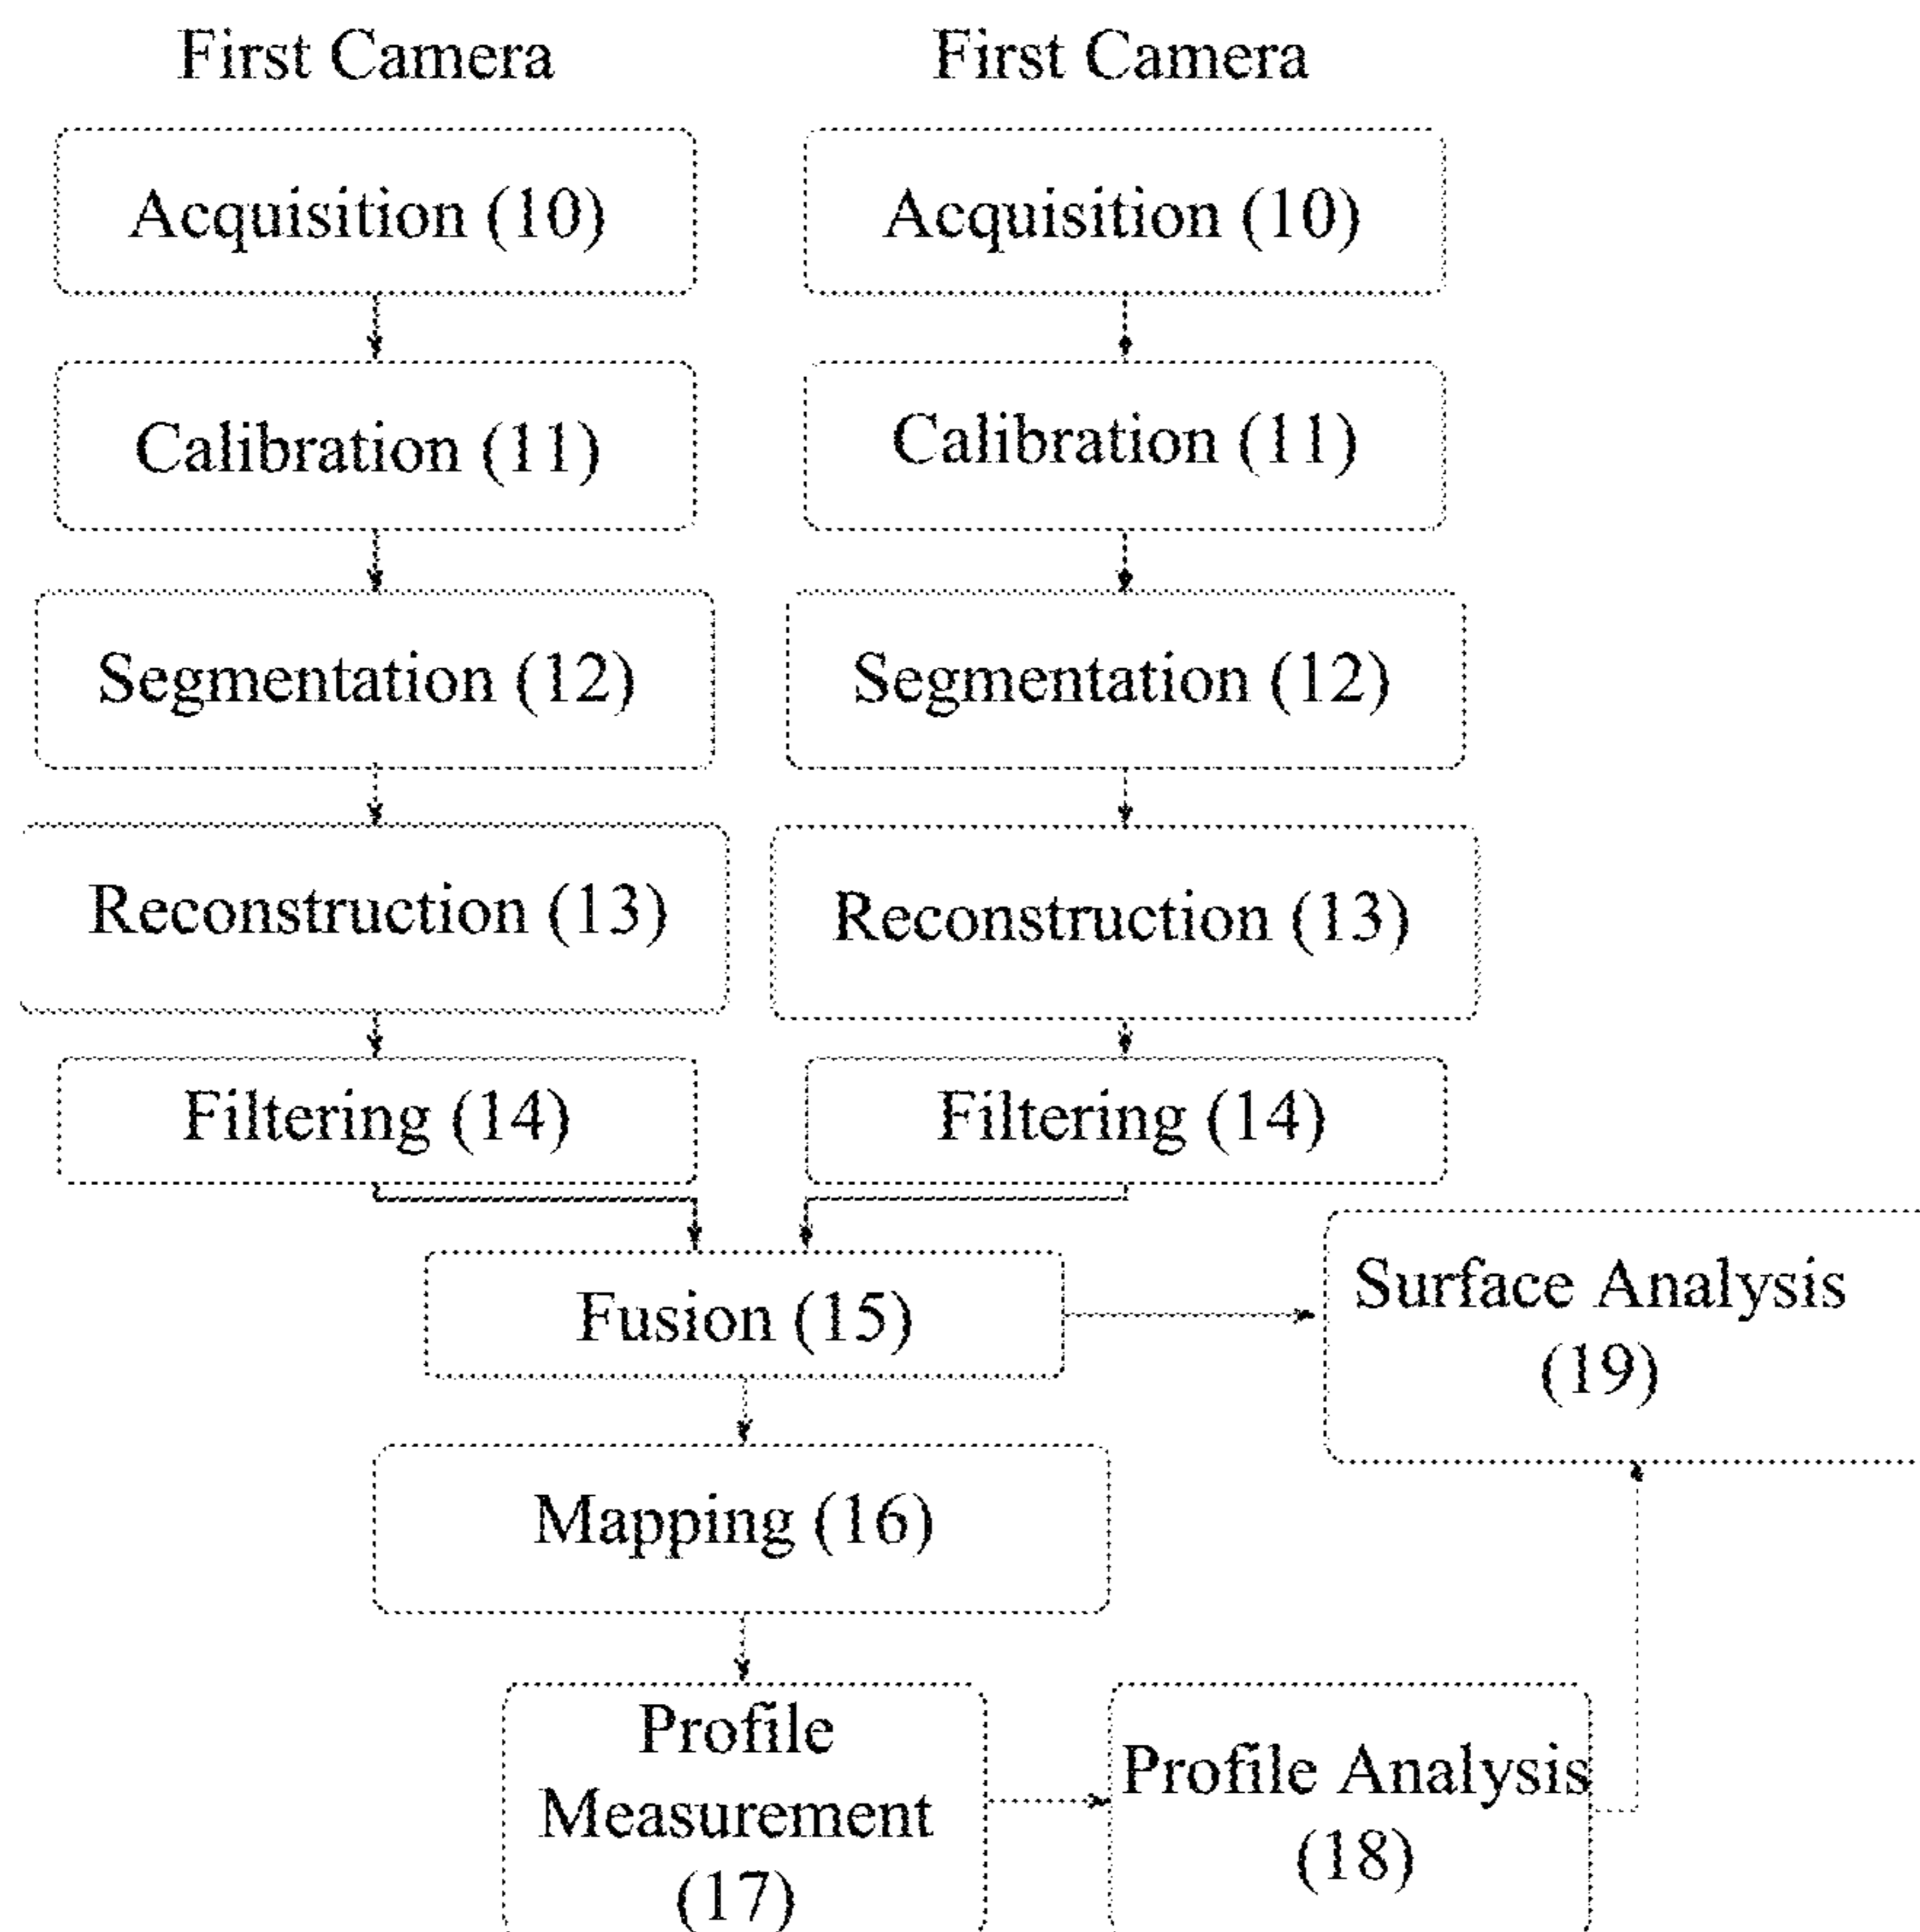 First Camera
First Camera
Acquisition (10)
Acquisition (10)
Calibration (11)
Calibration (11)
Segmentation (12)
Segmentation (12)
Reconstruction (13)
Reconstruction (13)
Filtering (14)
Filtering (14)
Fusion (15)
Surface Analysis
(19)
Mapping (16)
Profile
Measurement
(17)
Profile Analysis
(18)